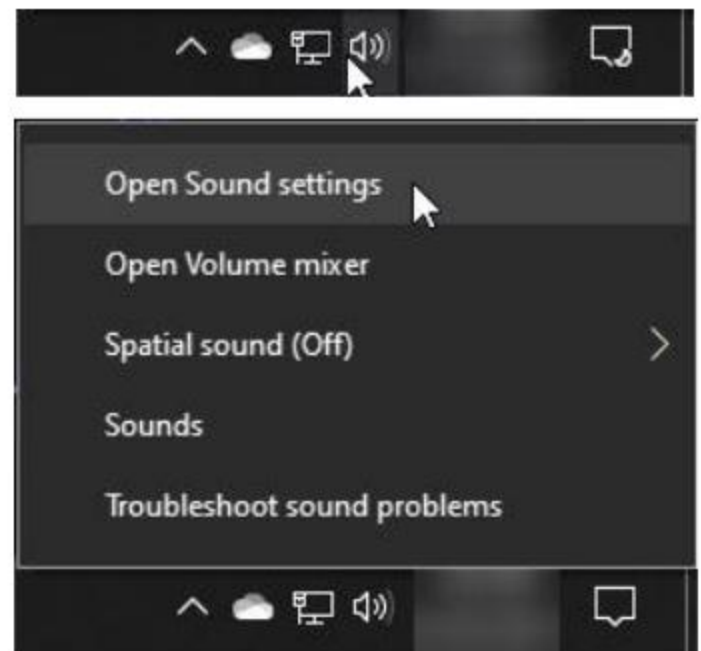 Open Sound settings
Open Volume mixer
Spatial sound (Off)
Sounds
Troubleshoot sound problems